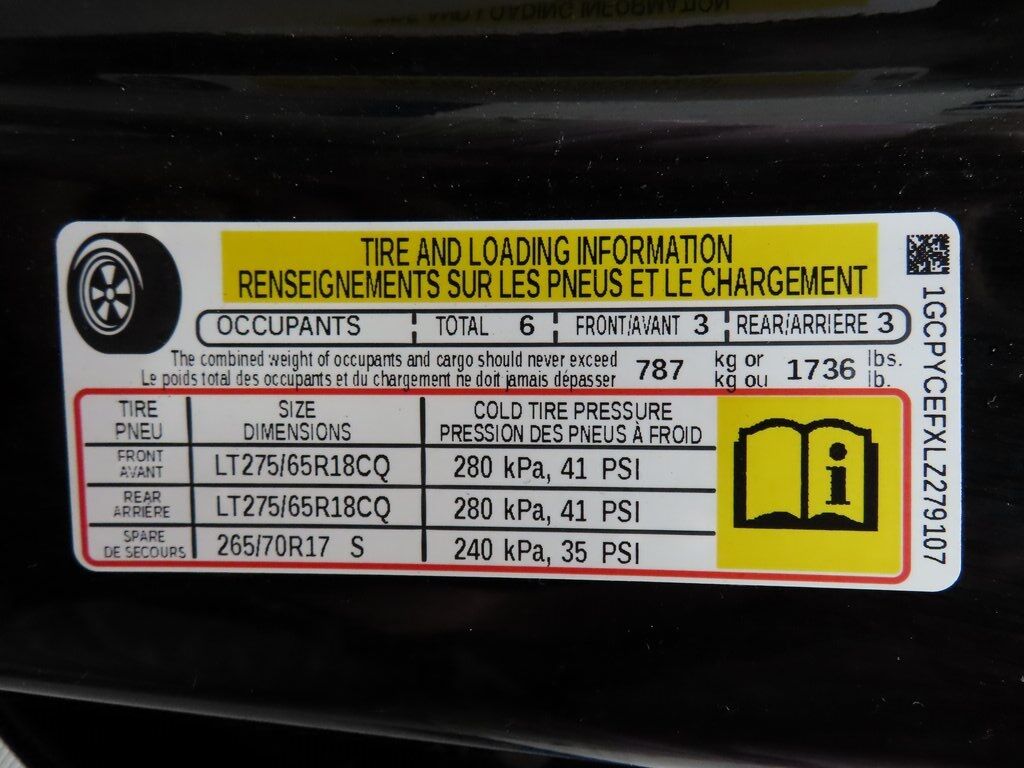 TIRE AND LOADING INFORMATION
RENSEIGNEMENTS SUR LES PNEUS ET LE CHARGEMENT
OCCUPANTS TOTAL 6 FRONT/AVANT 3 REAR/ARRIERE 3
The combined weight of occupants and cargo should never exceed 787 kg or 1736 lbs.
Le poids total des occupants et du chargement ne doit jamais dépasser kg ou lb.
TIRE SIZE COLD TIRE PRESSURE
PNEU DIMENSIONS PRESSION DES PNEUS À FROID
FRONT
AVANT LT275/65R18CQ 280 kPa, 41 PSI
REAR
ARRIÈRE LT275/65R18CQ 280 kPa, 41 PSI
SPARE
DE SECOURS 265/70R17 S 240 kPa, 35 PSI
i
1GCPYCEFXLZ279107